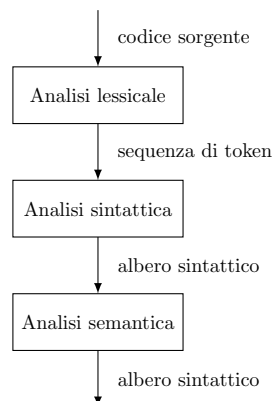 codice sorgente
Analisi lessicale
sequenza di token
Analisi sintattica
albero sintattico
Analisi semantica
albero sintattico